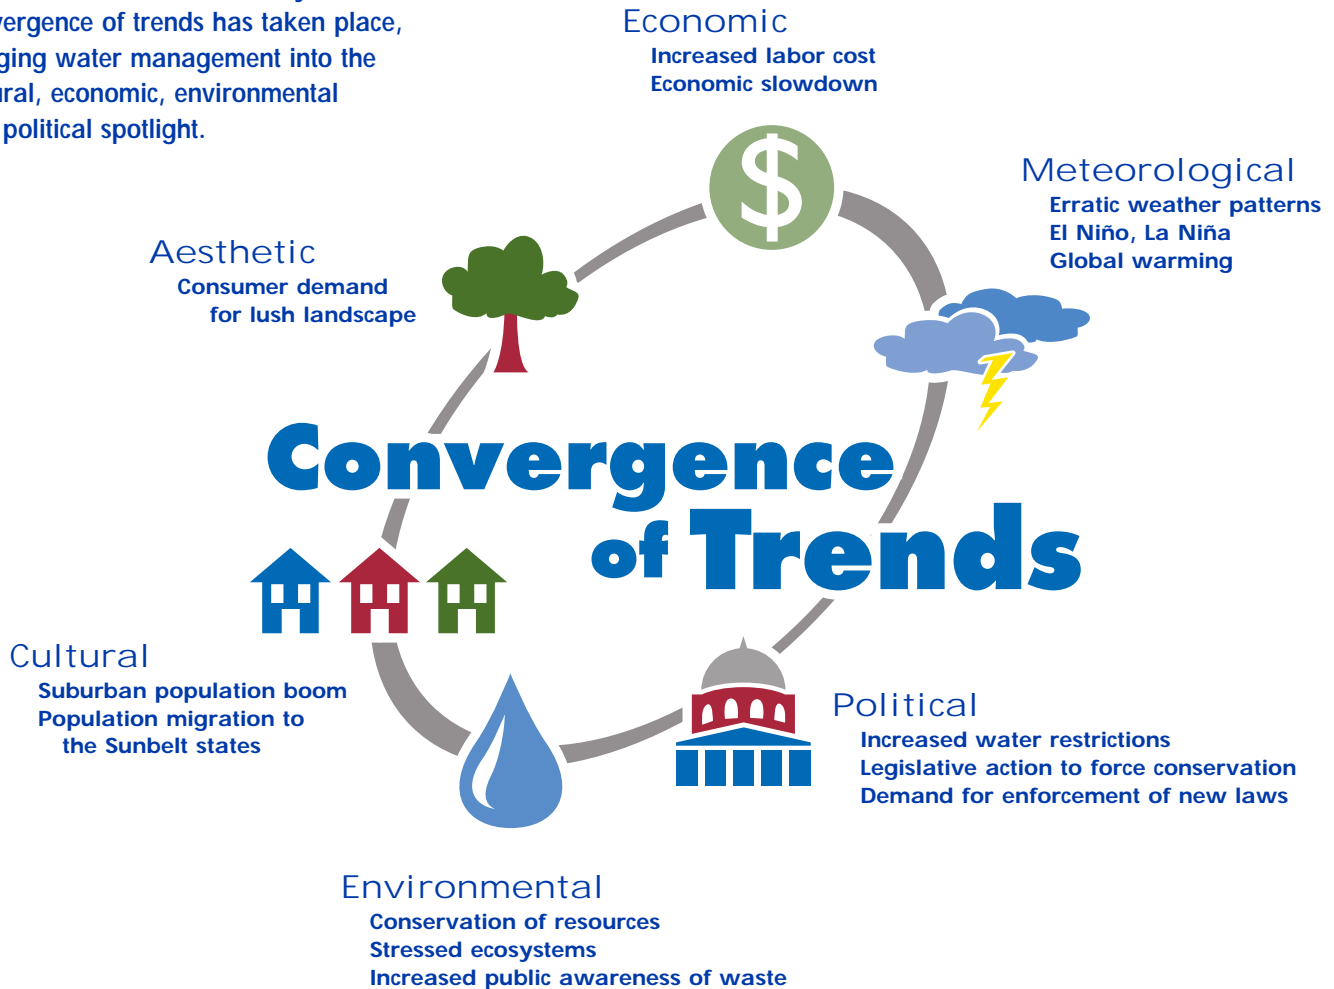 of trends has taken place,
water management into the
economic, environmental
political spotlight.
Economic
Increased labor cost
Economic slowdown
Meteorological
Erratic weather patterns
El Niño, La Niña
Global warming
Aesthetic
Consumer demand
for lush landscape
Convergence
of Trends
Cultural
Suburban population boom
Population migration to
the Sunbelt states
Political
Increased water restrictions
Legislative action to force conservation
Demand for enforcement of new laws
Environmental
Conservation of resources
Stressed ecosystems
Increased public awareness of waste